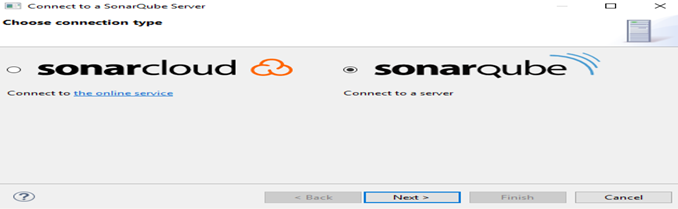 Connect to a SonarQube Server
Choose connection type
sonarcloud
sonarqube
Connect to the online service
Connect to a server
?
< Back
Next >
Finish
Cancel